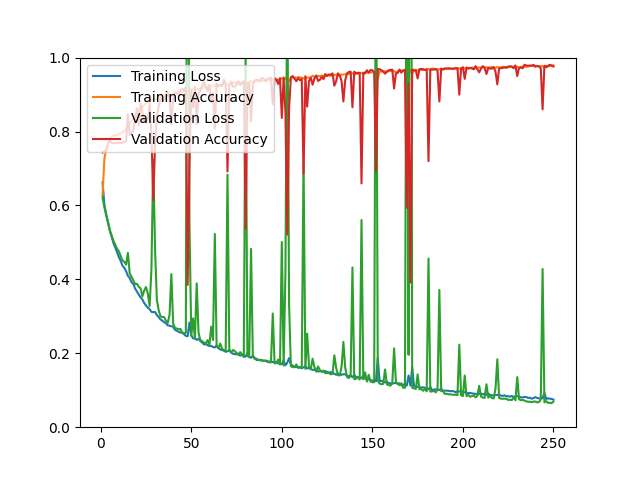 1.0
0.8
0.6
0.4
0.2
0.0
0 50 100 150 200 250
Training Loss
Training Accuracy
Validation Loss
Validation Accuracy